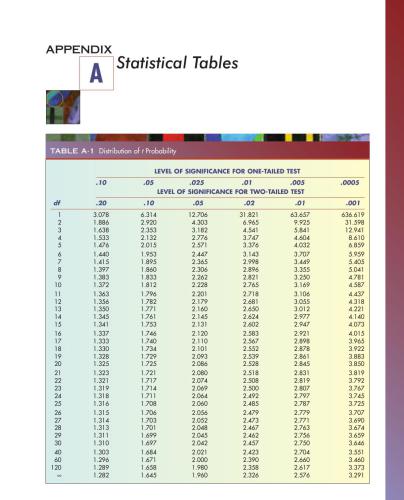 APPENDIX
A
Statistical Tables
TABLE A-1 Distribution of t Probability
LEVEL OF SIGNIFICANCE FOR ONE-TAILED TEST
.10 .05 .025 .01 .005 .0005
LEVEL OF SIGNIFICANCE FOR TWO-TAILED TEST
df .20 .10 .05 .02 .01 .001
1 3.078 6.314 12.706 31.821 63.657 636.619
2 1.886 2.920 4.303 6.965 9.925 31.598
3 1.638 2.353 3.182 4.541 5.841 12.941
4 1.533 2.132 2.776 3.747 4.604 8.610
5 1.476 2.015 2.571 3.376 4.032 6.859
6 1.440 1.953 2.447 3.143 3.707 5.959
7 1.415 1.895 2.365 2.998 3.449 5.405
8 1.397 1.860 2.306 2.896 3.355 5.041
9 1.383 1.833 2.262 2.821 3.250 4.781
10 1.372 1.812 2.228 2.765 3.169 4.587
11 1.363 1.796 2.201 2.718 3.106 4.437
12 1.356 1.782 2.179 2.681 3.055 4.318
13 1.350 1.771 2.160 2.650 3.012 4.221
14 1.345 1.761 2.145 2.624 2.977 4.140
15 1.341 1.753 2.131 2.602 2.947 4.073
16 1.337 1.746 2.120 2.583 2.921 4.015
17 1.333 1.740 2.110 2.567 2.898 3.965
18 1.330 1.734 2.101 2.552 2.878 3.922
19 1.328 1.729 2.093 2.539 2.861 3.883
20 1.325 1.725 2.086 2.528 2.845 3.850
21 1.323 1.721 2.080 2.518 2.831 3.819
22 1.321 1.717 2.074 2.508 2.819 3.792
23 1.319 1.714 2.069 2.500 2.807 3.767
24 1.318 1.711 2.064 2.492 2.797 3.745
25 1.316 1.708 2.060 2.485 2.787 3.725
26 1.315 1.706 2.056 2.479 2.779 3.707
27 1.314 1.703 2.052 2.473 2.771 3.690
28 1.313 1.701 2.048 2.467 2.763 3.674
29 1.311 1.699 2.045 2.462 2.756 3.659
30 1.310 1.697 2.042 2.457 2.750 3.646
40 1.303 1.684 2.021 2.423 2.704 3.551
60 1.296 1.671 2.000 2.390 2.660 3.460
120 1.289 1.658 1.980 2.358 2.617 3.373
∞ 1.282 1.645 1.960 2.326 2.576 3.291